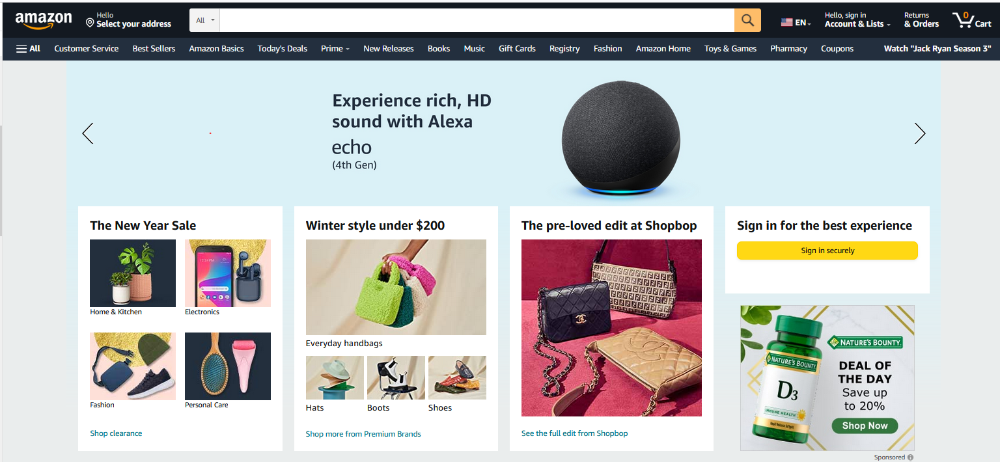 amazon
Hello
Select your address
All
EN
Hello, sign in
Account & Lists
Returns
& Orders
0
Cart
All
Customer Service
Best Sellers
Amazon Basics
Today's Deals
Prime
New Releases
Books
Music
Gift Cards
Registry
Fashion
Amazon Home
Toys & Games
Pharmacy
Coupons
Watch "Jack Ryan Season 3"
Experience rich, HD
sound with Alexa
echo
(4th Gen)
The New Year Sale
Home & Kitchen
Electronics
Fashion
Personal Care
Shop clearance
Winter style under $200
Everyday handbags
Hats
Boots
Shoes
Shop more from Premium Brands
The pre-loved edit at Shopbop
See the full edit from Shopbop
Sign in for the best experience
Sign in securely
NATURE'S BOUNTY
D3
IMMUNE HEALTH
NATURE'S BOUNTY
DEAL OF
THE DAY
Save up
to 20%
Shop Now
Sponsored